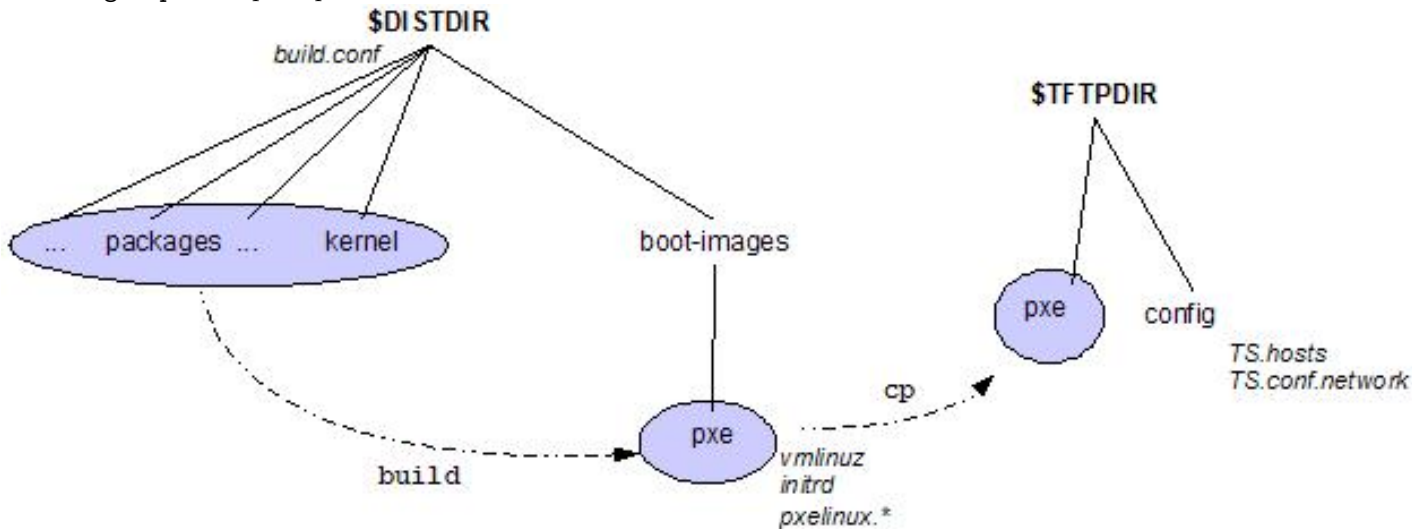 $DISTDIR
build.conf
$TFTPDIR
... packages ... kernel
boot-images
pxe
config
TS.hosts
TS.conf.network
cp
pxe
vmlinuz
initrd
pxelinux.*
build